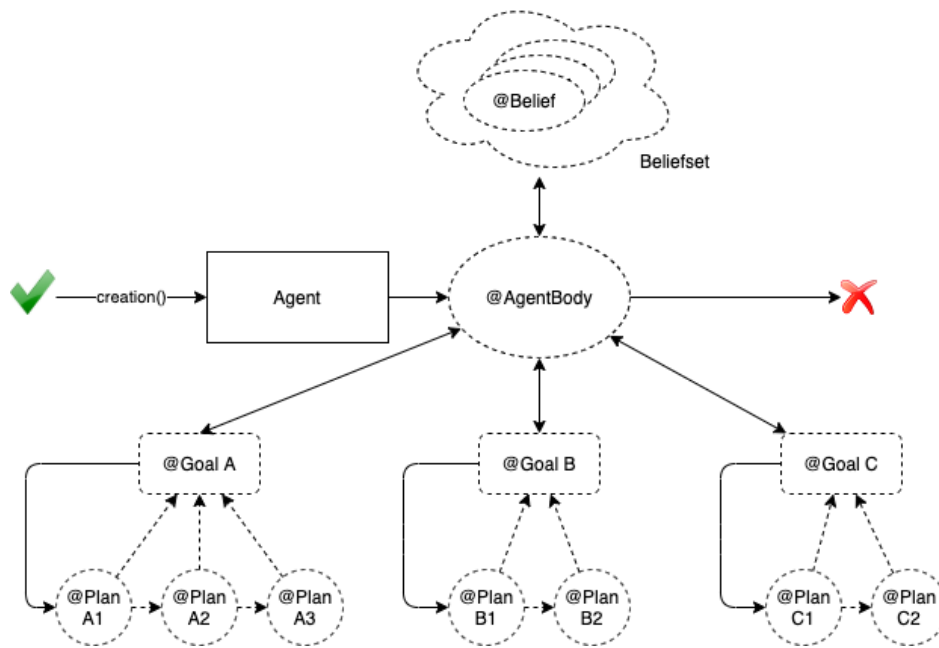 @Belief
Beliefset
creation()
Agent
@AgentBody
@Goal A
@Goal B
@Goal C
@Plan
A1
@Plan
A2
@Plan
A3
@Plan
B1
@Plan
B2
@Plan
C1
@Plan
C2